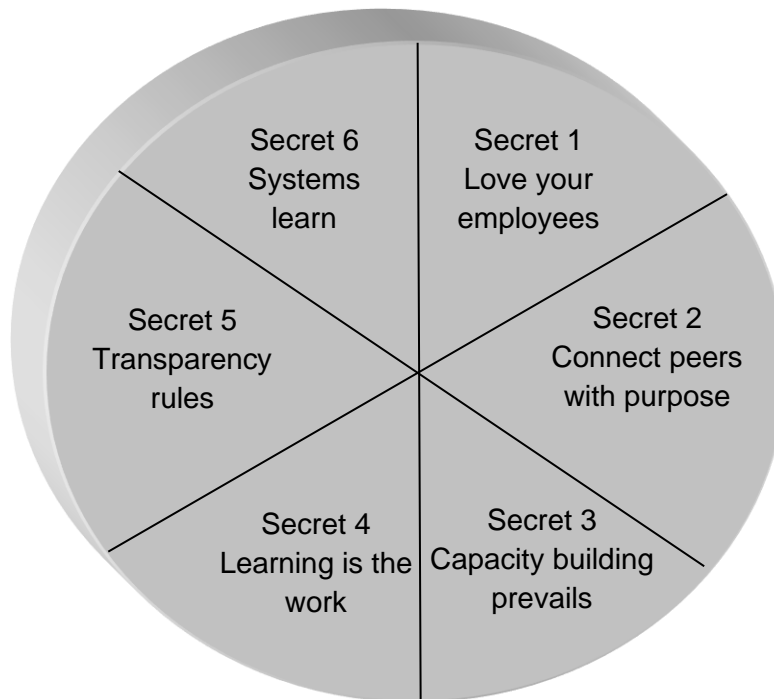 Secret 1
Love your
employees
Secret 2
Connect peers
with purpose
Secret 3
Capacity building
prevails
Secret 4
Learning is the
work
Secret 5
Transparency
rules
Secret 6
Systems
learn